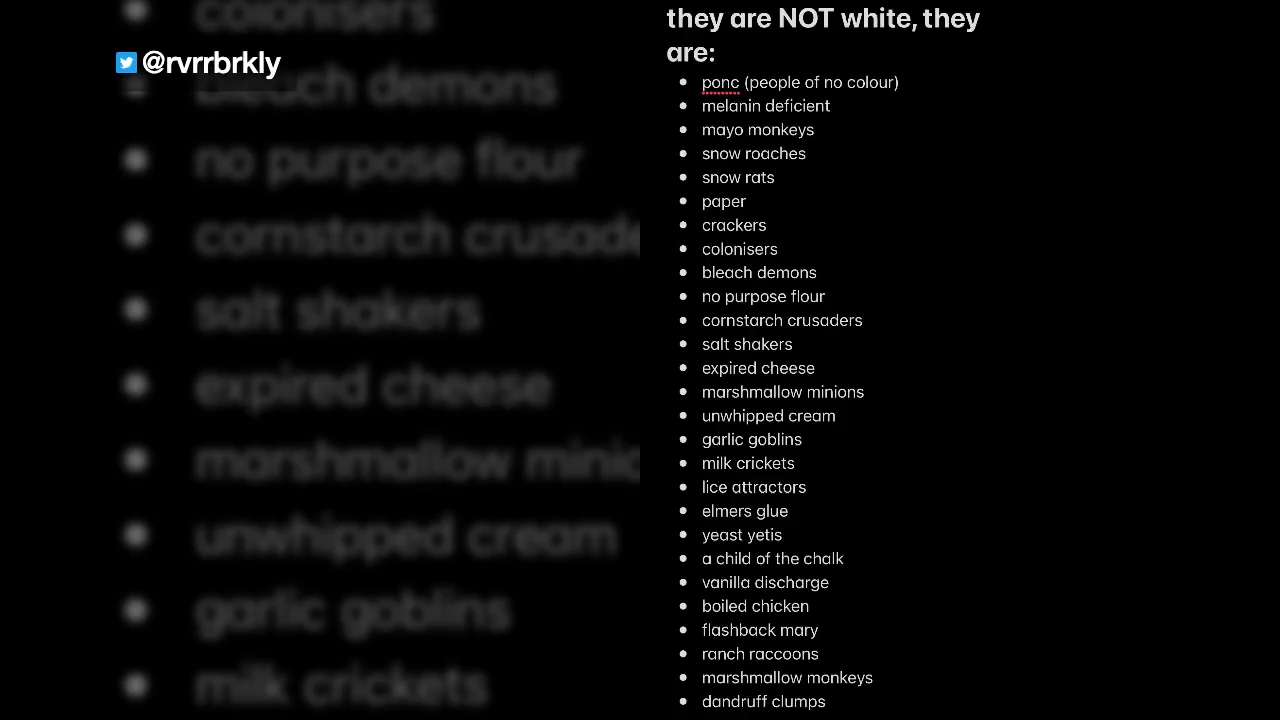 • colonisers
@rvrrbrkly
• bleach demons
• no purpose flour
• cornstarch crusade
• salt shakers
• expired cheese
• marshmallow mini
• unwhipped cream
• garlic goblins
• milk crickets
they are NOT white, they
are:
• ponc (people of no colour)
• melanin deficient
• mayo monkeys
• snow roaches
• snow rats
• paper
• crackers
• colonisers
• bleach demons
• no purpose flour
• cornstarch crusaders
• salt shakers
• expired cheese
• marshmallow minions
• unwhipped cream
• garlic goblins
• milk crickets
• lice attractors
• elmers glue
• yeast yetis
• a child of the chalk
• vanilla discharge
• boiled chicken
• flashback mary
• ranch raccoons
• marshmallow monkeys
• dandruff clumps